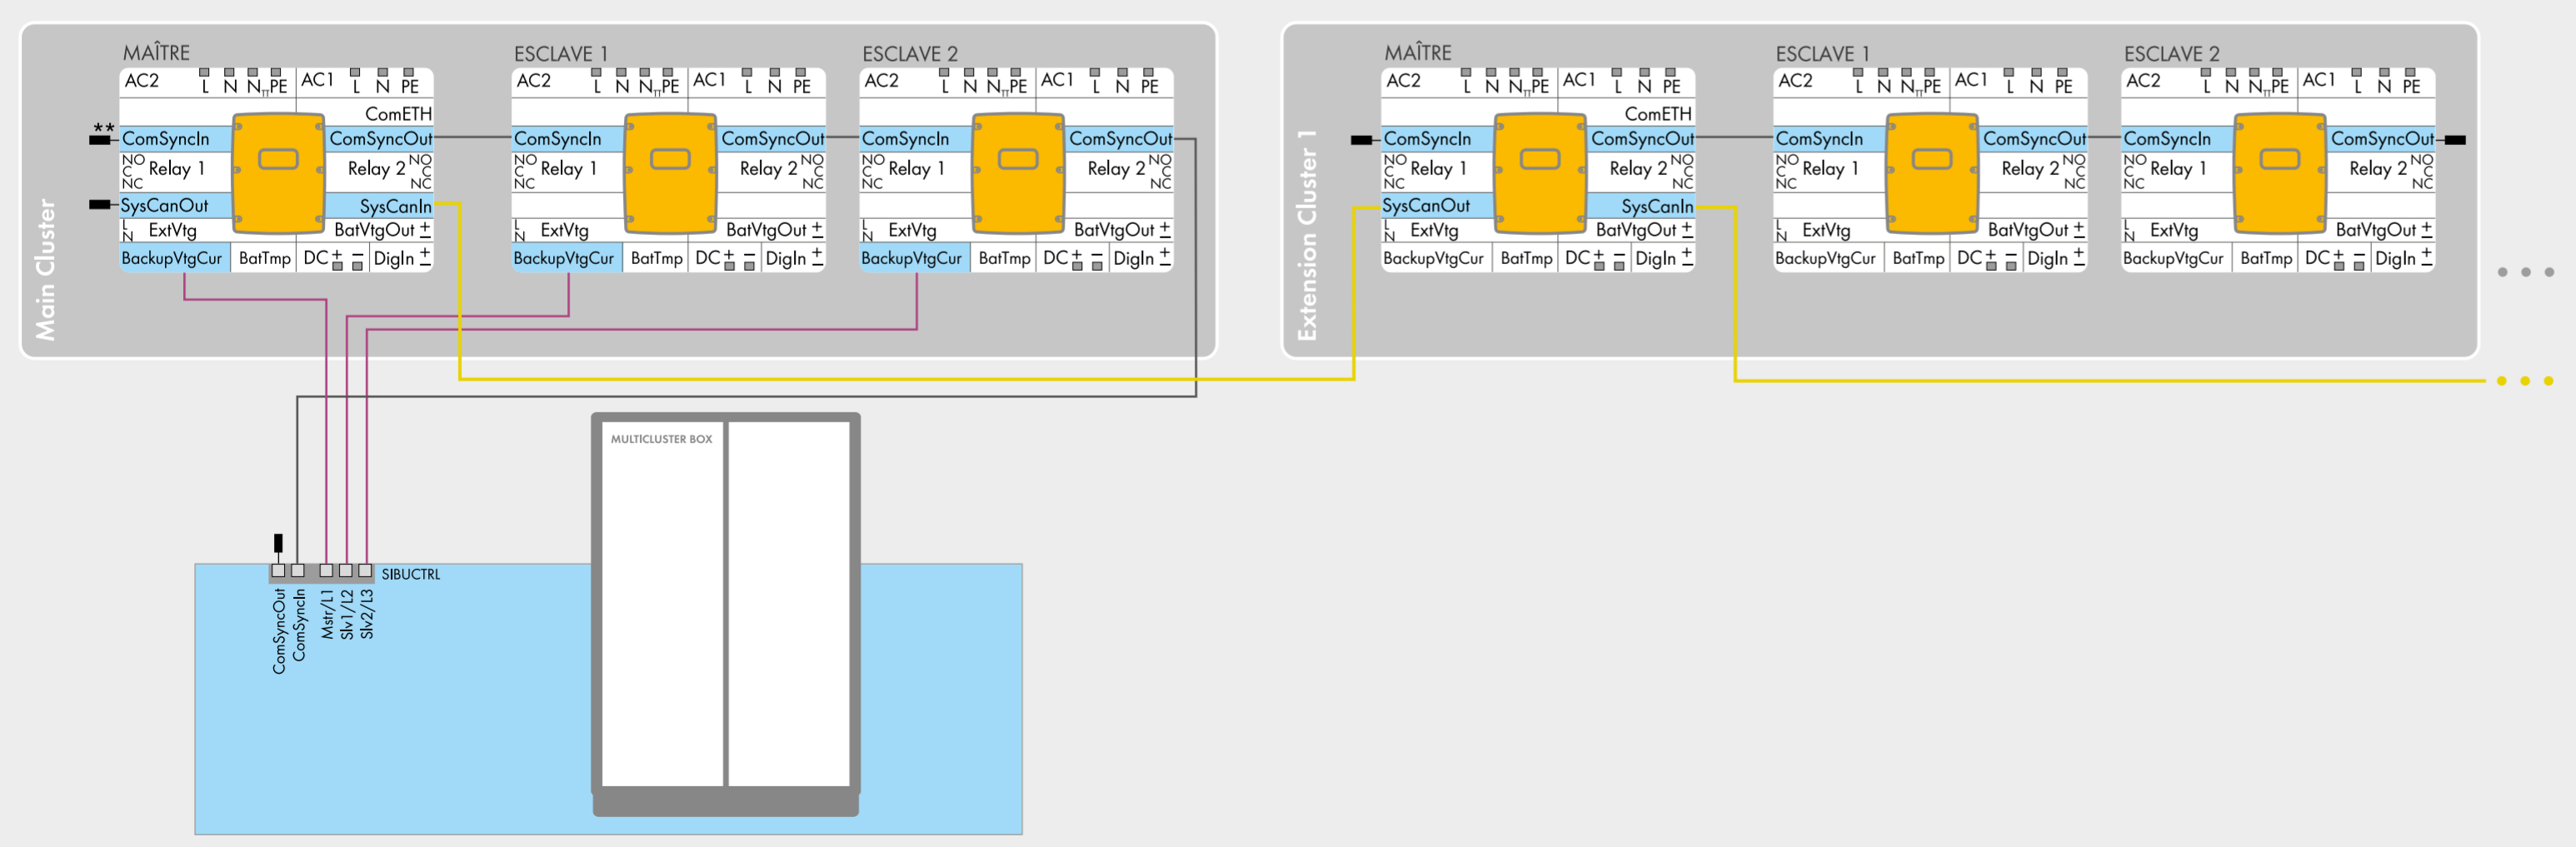 Main Cluster
MAÎTRE
AC2 L N NTT PE AC1 L N PE
ComETH
** ComSyncIn ComSyncOut
NO C NC Relay 1 Relay 2 NO C NC
SysCanOut SysCanIn
L N ExtVtg BatVtgOut + −
BackupVtgCur BatTmp DC + − DigIn + −
ESCLAVE 1
AC2 L N NTT PE AC1 L N PE
ComSyncIn ComSyncOut
NO C NC Relay 1 Relay 2 NO C NC
L N ExtVtg BatVtgOut + −
BackupVtgCur BatTmp DC + − DigIn + −
ESCLAVE 2
AC2 L N NTT PE AC1 L N PE
ComSyncIn ComSyncOut
NO C NC Relay 1 Relay 2 NO C NC
L N ExtVtg BatVtgOut + −
BackupVtgCur BatTmp DC + − DigIn + −
Extension Cluster 1
MAÎTRE
AC2 L N NTT PE AC1 L N PE
ComETH
ComSyncIn ComSyncOut
NO C NC Relay 1 Relay 2 NO C NC
SysCanOut SysCanIn
L N ExtVtg BatVtgOut + −
BackupVtgCur BatTmp DC + − DigIn + −
ESCLAVE 1
AC2 L N NTT PE AC1 L N PE
ComSyncIn ComSyncOut
NO C NC Relay 1 Relay 2 NO C NC
L N ExtVtg BatVtgOut + −
BackupVtgCur BatTmp DC + − DigIn + −
ESCLAVE 2
AC2 L N NTT PE AC1 L N PE
ComSyncIn ComSyncOut
NO C NC Relay 1 Relay 2 NO C NC
L N ExtVtg BatVtgOut + −
BackupVtgCur BatTmp DC + − DigIn + −
MULTICLUSTER BOX
SIBUCTRL
ComSyncOut
ComSyncIn
Mstr/L1
Slv1/L2
Slv2/L3